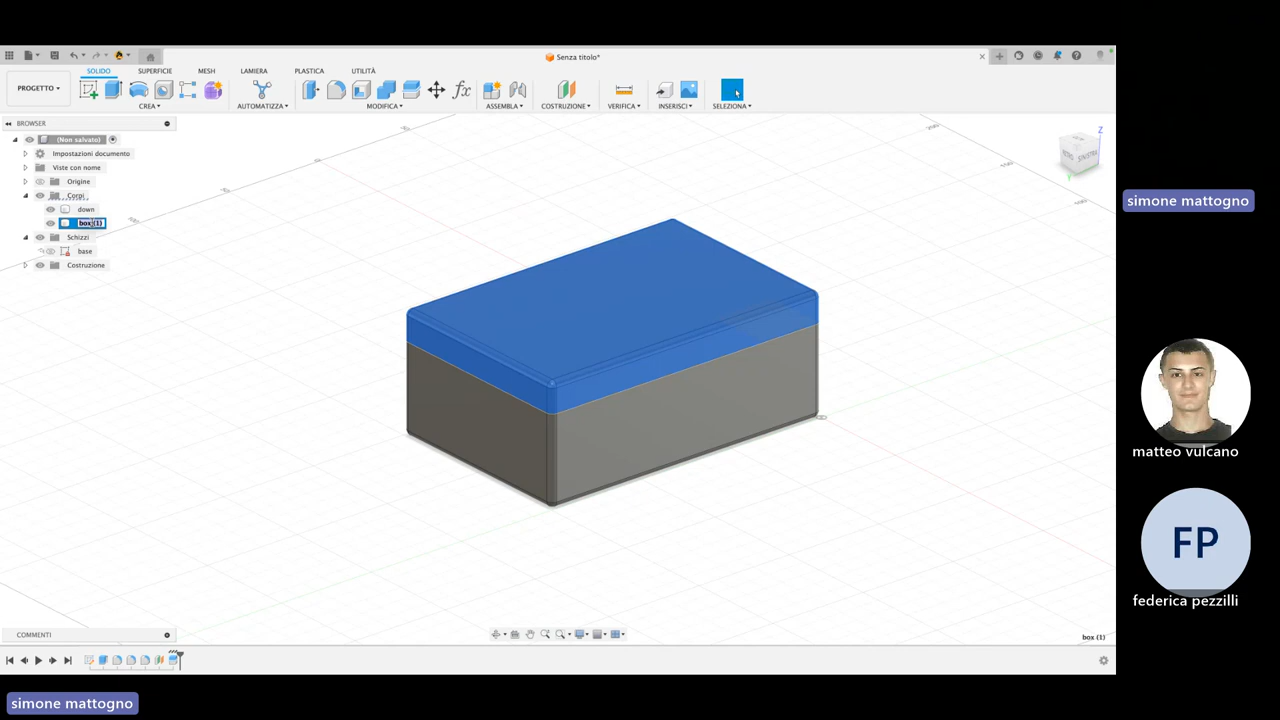 Senza titolo*
PROGETTO
SOLIDO
SUPERFICIE
MESH
LAMIERA
PLASTICA
UTILITÀ
CREA
AUTOMATIZZA
MODIFICA
ASSEMBLA
COSTRUZIONE
VERIFICA
INSERISCI
SELEZIONA
BROWSER
(Non salvato)
Impostazioni documento
Viste con nome
Origine
Corpi
down
box (1)
Schizzi
base
Costruzione
Z
COMMENTI
box (1)
simone mattogno
matteo vulcano
FP
federica pezzilli
simone mattogno